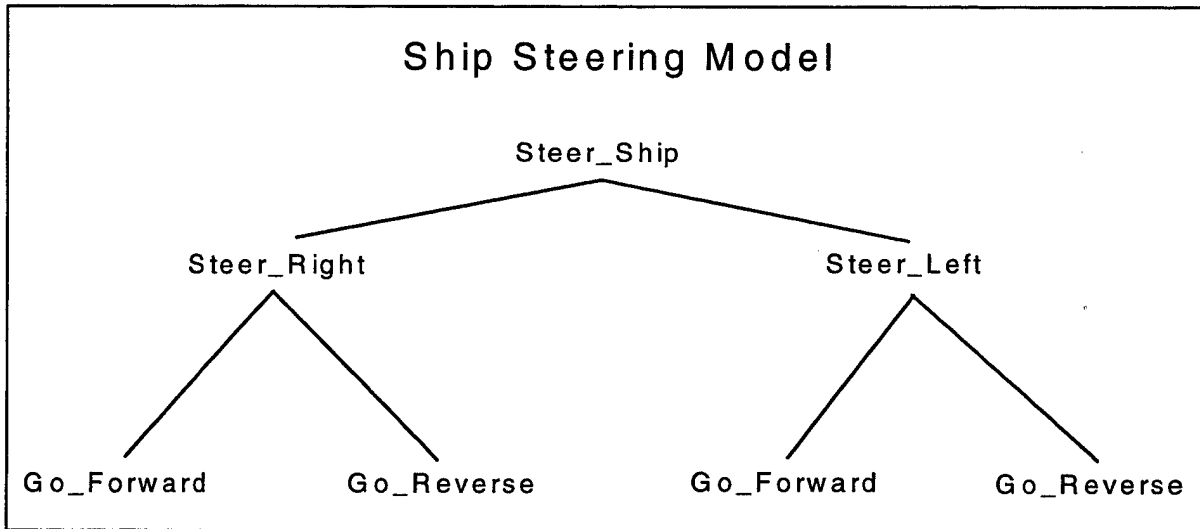 Ship Steering Model
Steer_Ship
Steer_Right Steer_Left
Go_Forward Go_Reverse Go_Forward Go_Reverse